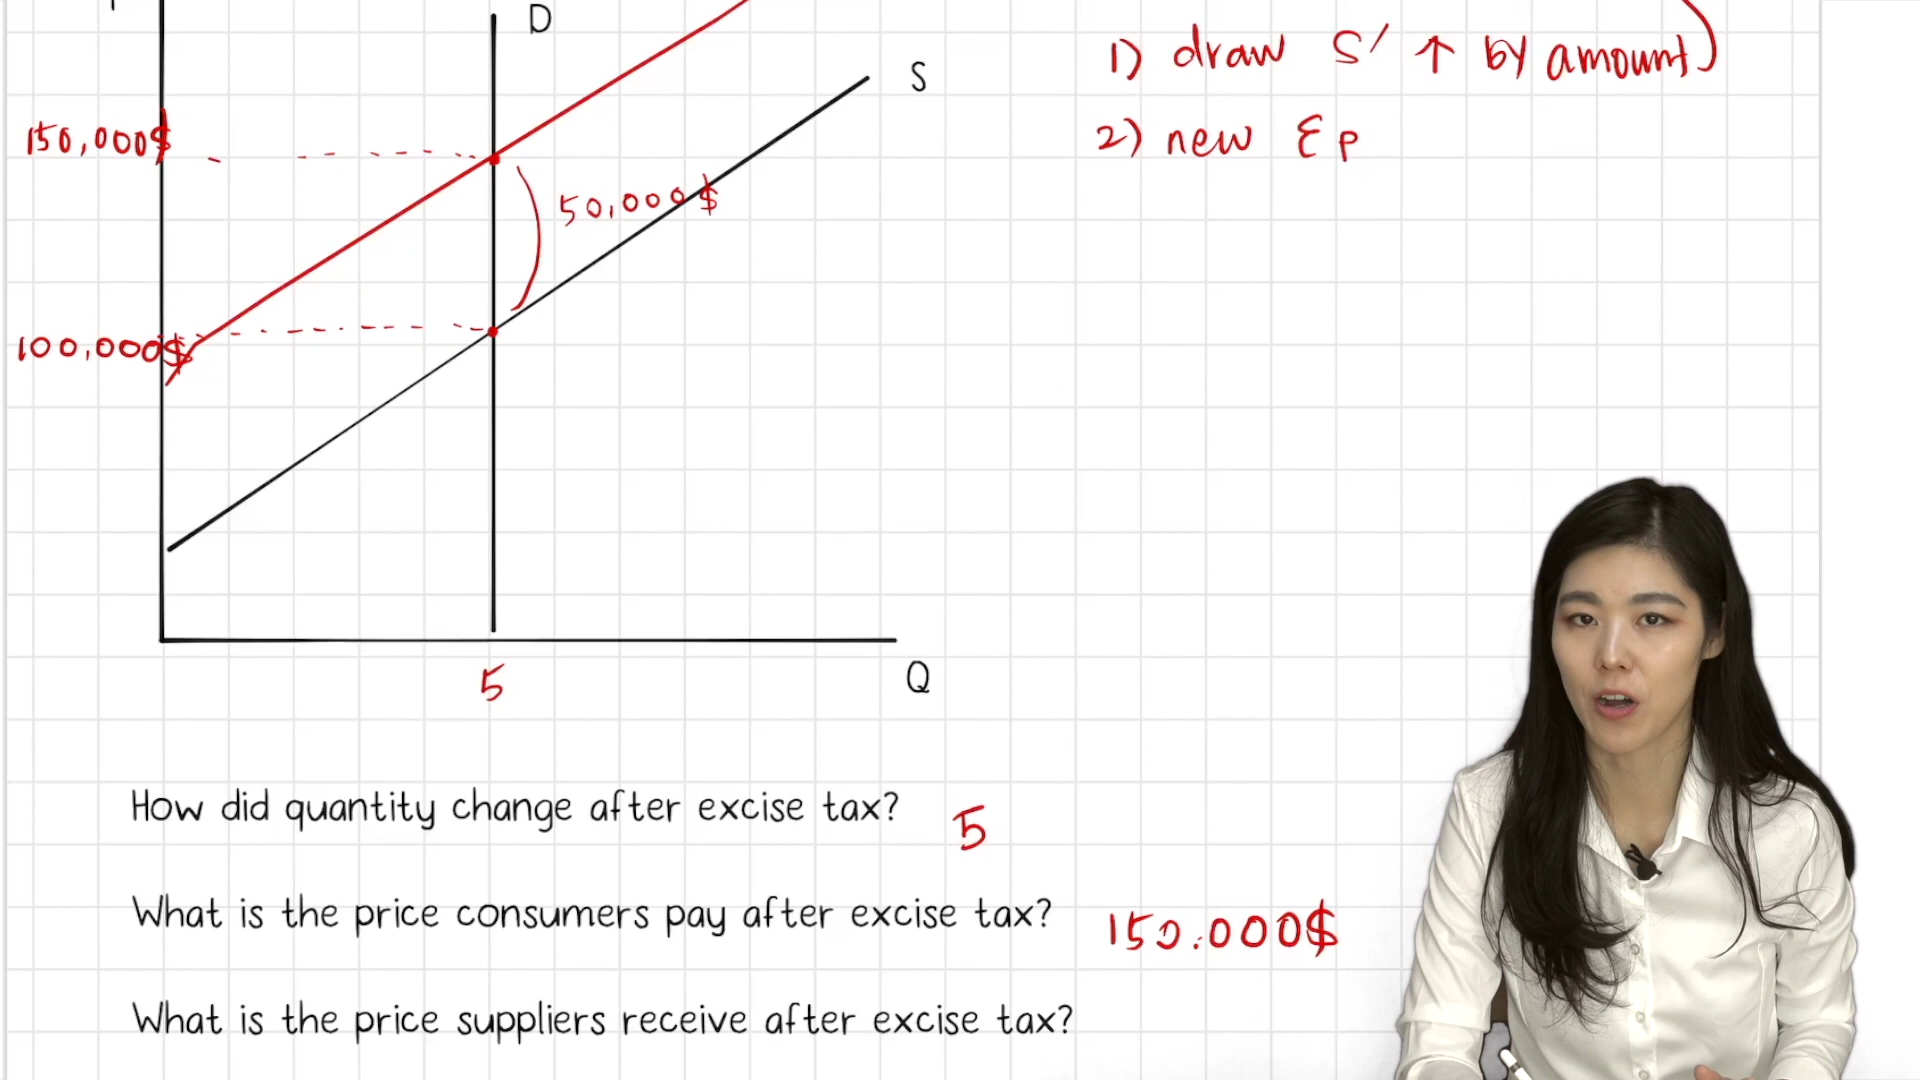 D
S
1) draw S′ ↑ by amount)
150,000$
2) new Ep
50,000$
100,000$
Q
5
How did quantity change after excise tax? 5
What is the price consumers pay after excise tax? 150.000$
What is the price suppliers receive after excise tax?